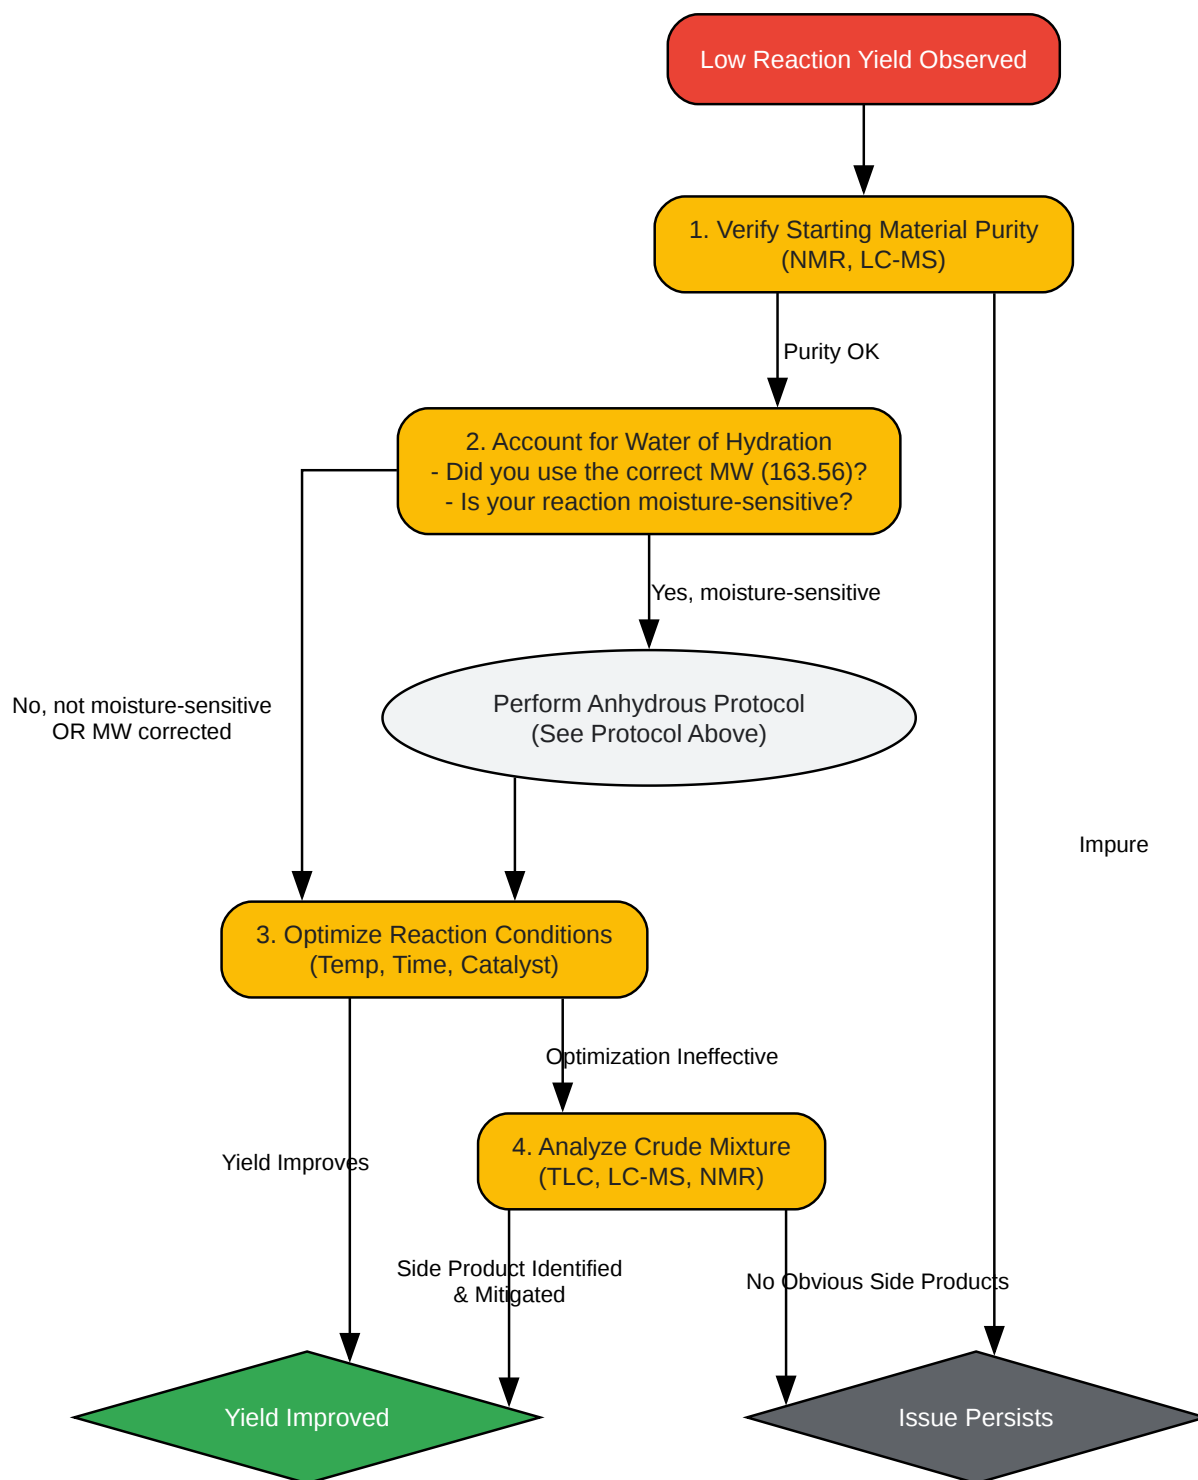 Low Reaction Yield Observed
1. Verify Starting Material Purity
(NMR, LC-MS)
Purity OK
2. Account for Water of Hydration
- Did you use the correct MW (163.56)?
- Is your reaction moisture-sensitive?
Yes, moisture-sensitive
No, not moisture-sensitive
OR MW corrected
Perform Anhydrous Protocol
(See Protocol Above)
Impure
3. Optimize Reaction Conditions
(Temp, Time, Catalyst)
Optimization Ineffective
4. Analyze Crude Mixture
(TLC, LC-MS, NMR)
Yield Improves
Side Product Identified
& Mitigated
No Obvious Side Products
Yield Improved
Issue Persists